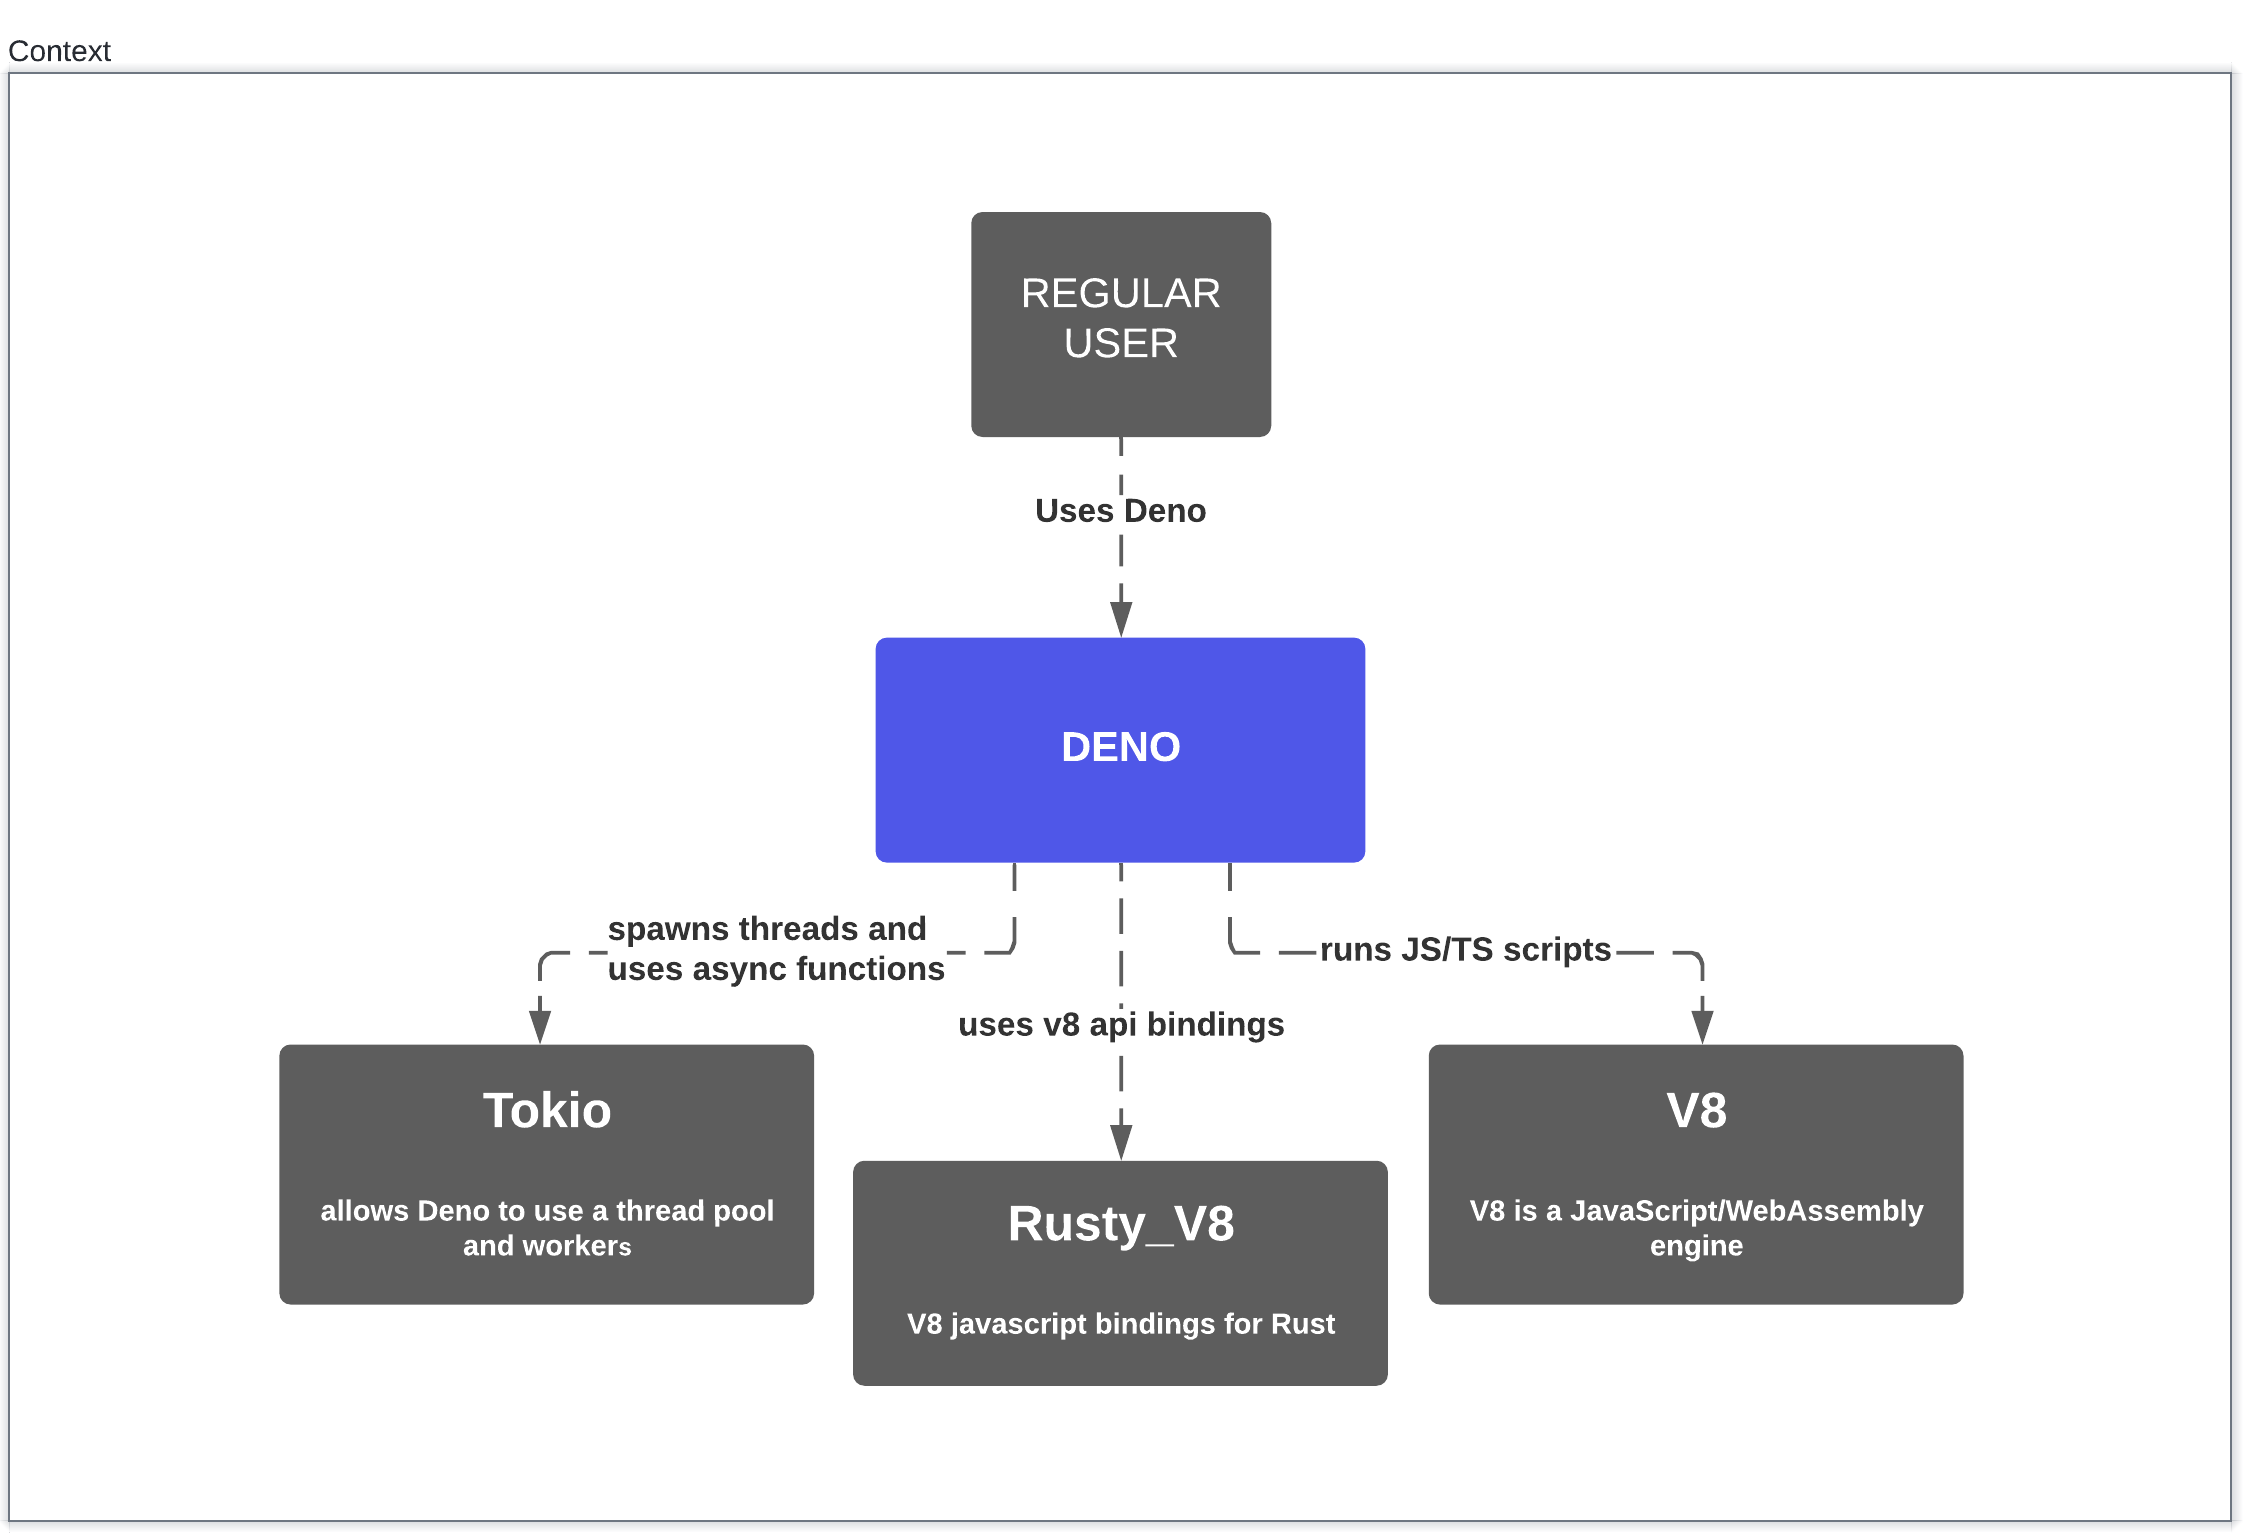 Context
REGULAR
USER
Uses Deno
DENO
spawns threads and
uses async functions
runs JS/TS scripts
uses v8 api bindings
Tokio
allows Deno to use a thread pool
and workers
Rusty_V8
V8 javascript bindings for Rust
V8
V8 is a JavaScript/WebAssembly
engine